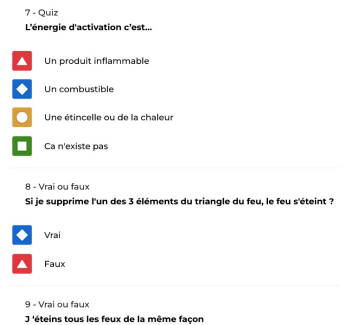 7 - Quiz
L'énergie d'activation c'est...
Un produit inflammable
Un combustible
Une étincelle ou de la chaleur
Ca n'existe pas
8 - Vrai ou faux
Si je supprime l'un des 3 éléments du triangle du feu, le feu s'éteint ?
Vrai
Faux
9 - Vrai ou faux
J 'éteins tous les feux de la même façon